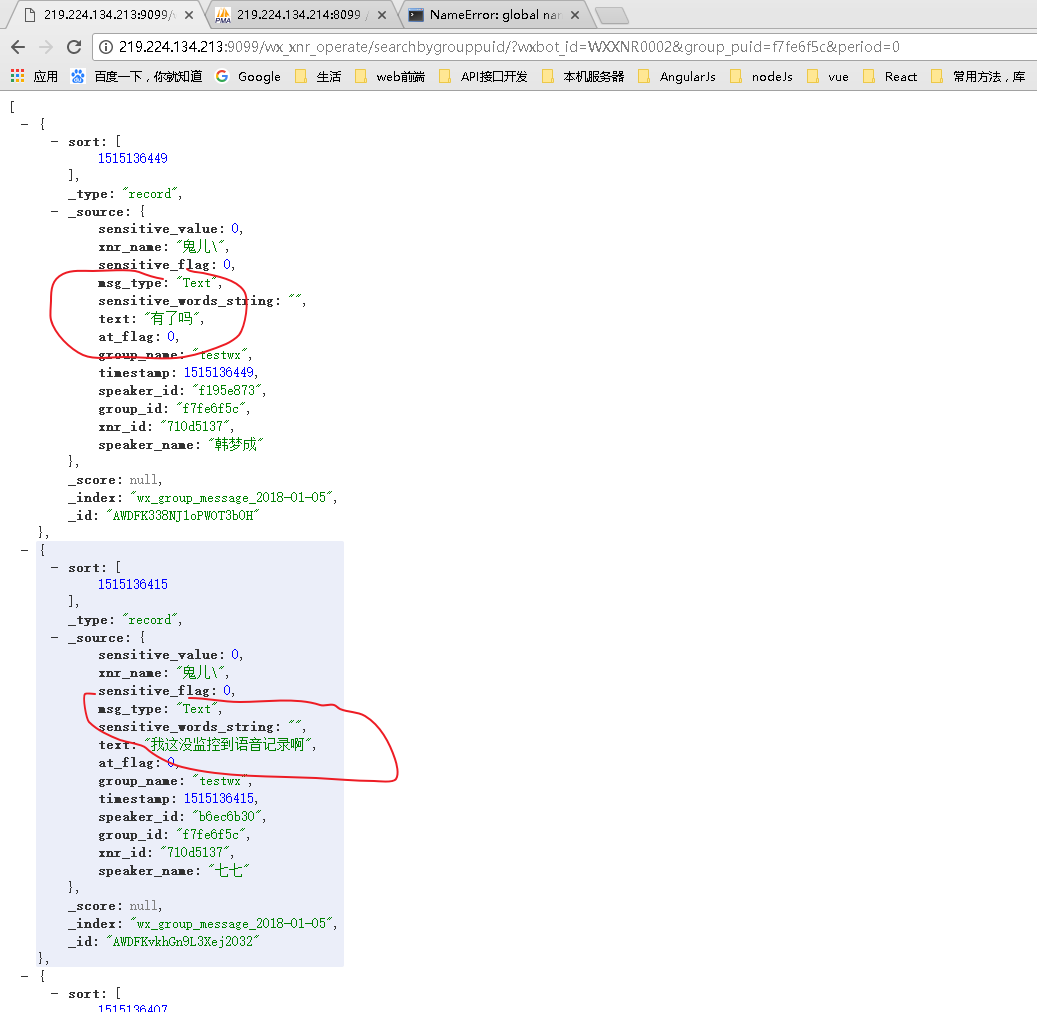 219.224.134.213:9099/v
219.224.134.214:8099 /
NameError: global nar
219.224.134.213:9099/wx_xnr_operate/searchbygrouppuid/?wxbot_id=WXXNR0002&group_puid=f7fe6f5c&period=0
应用 百度一下，你就知道 Google 生活 web前端 API接口开发 本机服务器 AngularJs nodeJs vue React 常用方法，库
[
− {
− sort: [
1515136449
],
_type: "record",
− _source: {
sensitive_value: 0,
xnr_name: "鬼儿\",
sensitive_flag: 0,
msg_type: "Text",
sensitive_words_string: "",
text: "有了吗",
at_flag: 0,
group_name: "testwx",
timestamp: 1515136449,
speaker_id: "f195e873",
group_id: "f7fe6f5c",
xnr_id: "710d5137",
speaker_name: "韩梦成"
},
_score: null,
_index: "wx_group_message_2018-01-05",
_id: "AWDFK338NJ1oPWOT3bOH"
},
− {
− sort: [
1515136415
],
_type: "record",
− _source: {
sensitive_value: 0,
xnr_name: "鬼儿\",
sensitive_flag: 0,
msg_type: "Text",
sensitive_words_string: "",
text: "我这没监控到语音记录啊",
at_flag: 0,
group_name: "testwx",
timestamp: 1515136415,
speaker_id: "b6ec6b30",
group_id: "f7fe6f5c",
xnr_id: "710d5137",
speaker_name: "七七"
},
_score: null,
_index: "wx_group_message_2018-01-05",
_id: "AWDFKvkhGn9L3Xej2032"
},
− {
− sort: [
1515136407